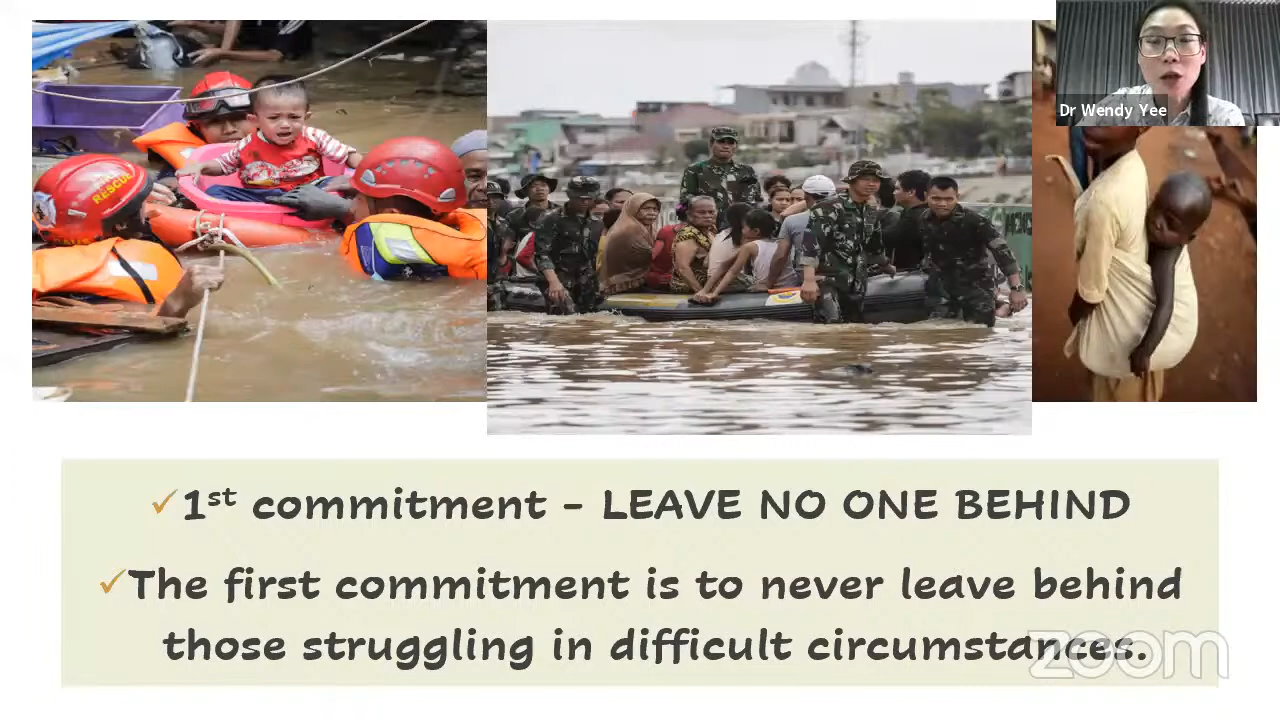 Dr Wendy Yee
RESCUE
✓1st commitment – LEAVE NO ONE BEHIND
✓The first commitment is to never leave behind
those struggling in difficult circumstances.
zoom